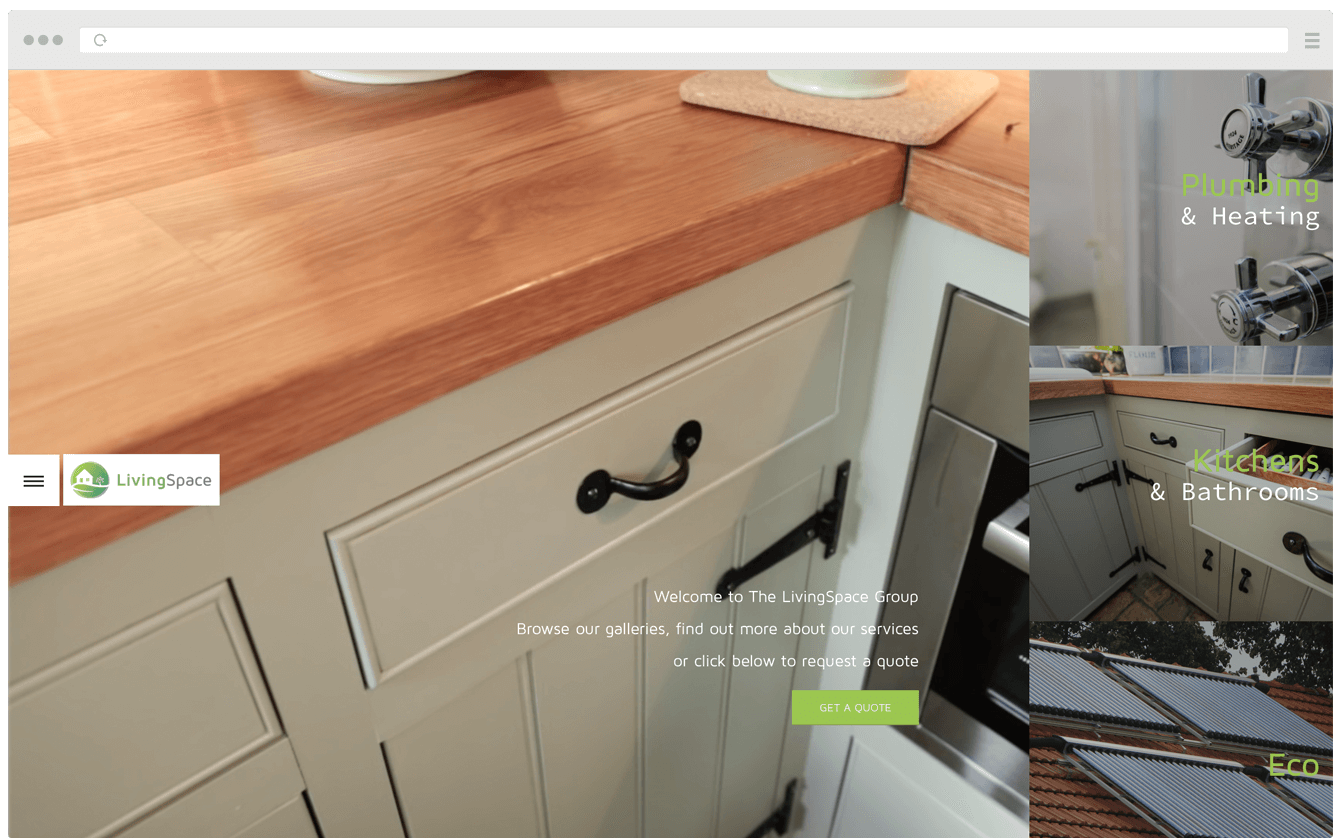 LivingSpace
Welcome to The LivingSpace Group
Browse our galleries, find out more about our services
or click below to request a quote
GET A QUOTE
Plumbing
& Heating
Kitchens
& Bathrooms
Eco